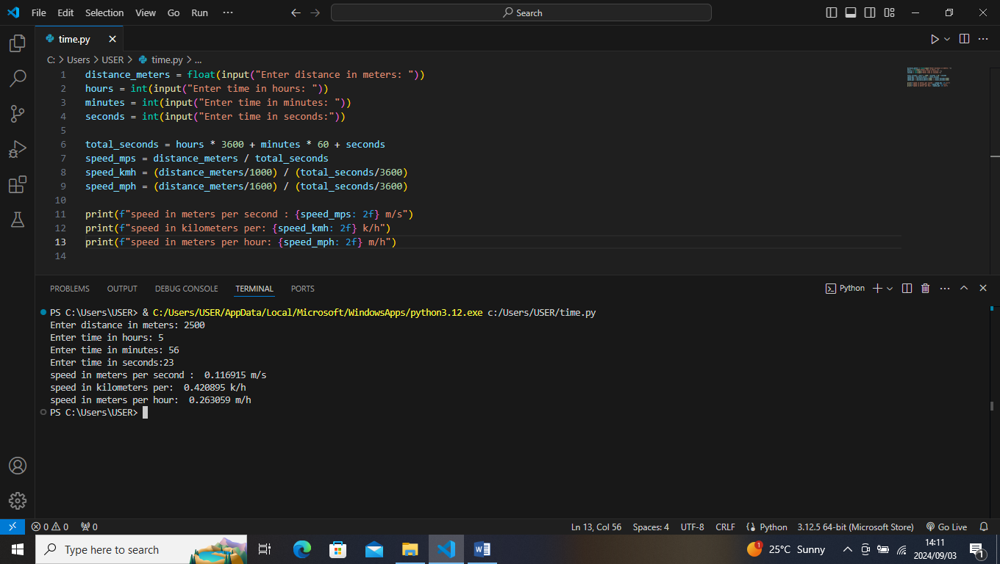 File Edit Selection View Go Run ··· Search
time.py
C: > Users > USER > time.py > ...
1 distance_meters = float(input("Enter distance in meters: "))
2 hours = int(input("Enter time in hours: "))
3 minutes = int(input("Enter time in minutes: "))
4 seconds = int(input("Enter time in seconds:"))
5
6 total_seconds = hours * 3600 + minutes * 60 + seconds
7 speed_mps = distance_meters / total_seconds
8 speed_kmh = (distance_meters/1000) / (total_seconds/3600)
9 speed_mph = (distance_meters/1600) / (total_seconds/3600)
10
11 print(f"speed in meters per second : {speed_mps: 2f} m/s")
12 print(f"speed in kilometers per: {speed_kmh: 2f} k/h")
13 print(f"speed in meters per hour: {speed_mph: 2f} m/h")
14
PROBLEMS OUTPUT DEBUG CONSOLE TERMINAL PORTS Python
PS C:\Users\USER> & C:/Users/USER/AppData/Local/Microsoft/WindowsApps/python3.12.exe c:/Users/USER/time.py
Enter distance in meters: 2500
Enter time in hours: 5
Enter time in minutes: 56
Enter time in seconds:23
speed in meters per second :  0.116915 m/s
speed in kilometers per:  0.420895 k/h
speed in meters per hour:  0.263059 m/h
PS C:\Users\USER>
0 0 0 Ln 13, Col 56 Spaces: 4 UTF-8 CRLF Python 3.12.5 64-bit (Microsoft Store) Go Live
Type here to search 1 25°C Sunny 14:11
2024/09/03 1